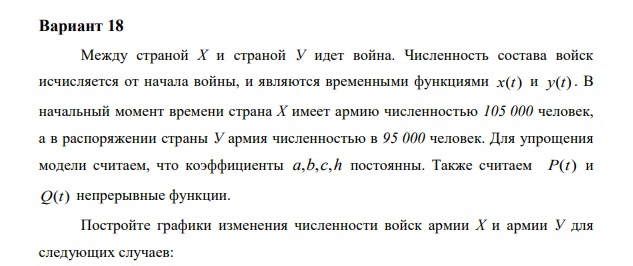 Вариант 18
Между страной X и страной У идет война. Численность состава войск
исчисляется от начала войны, и являются временными функциями x(t) и y(t). В
начальный момент времени страна X имеет армию численностью 105 000 человек,
а в распоряжении страны У армия численностью в 95 000 человек. Для упрощения
модели считаем, что коэффициенты a,b,c,h постоянны. Также считаем P(t) и
Q(t) непрерывные функции.
Постройте графики изменения численности войск армии X и армии У для
следующих случаев: